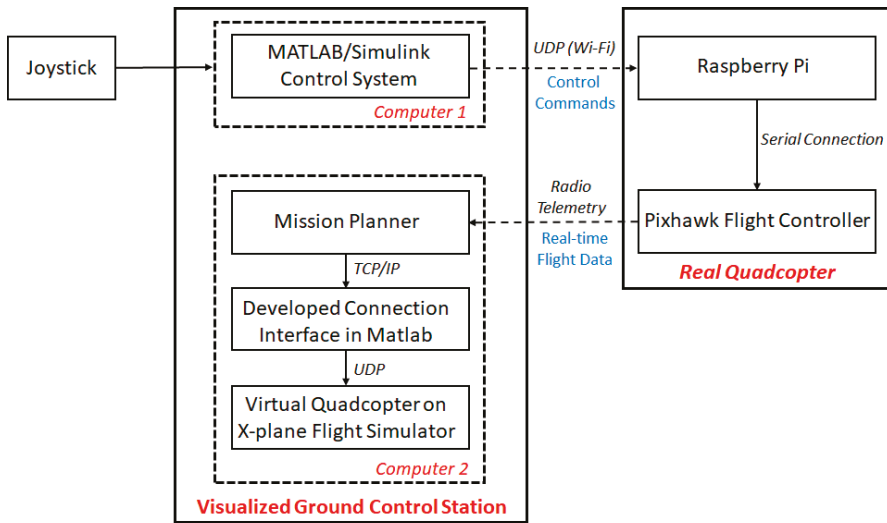 Joystick
MATLAB/Simulink
Control System
Computer 1
UDP (Wi-Fi)
Control
Commands
Raspberry Pi
Serial Connection
Pixhawk Flight Controller
Real Quadcopter
Radio
Telemetry
Real-time
Flight Data
Mission Planner
TCP/IP
Developed Connection
Interface in Matlab
UDP
Virtual Quadcopter on
X-plane Flight Simulator
Computer 2
Visualized Ground Control Station